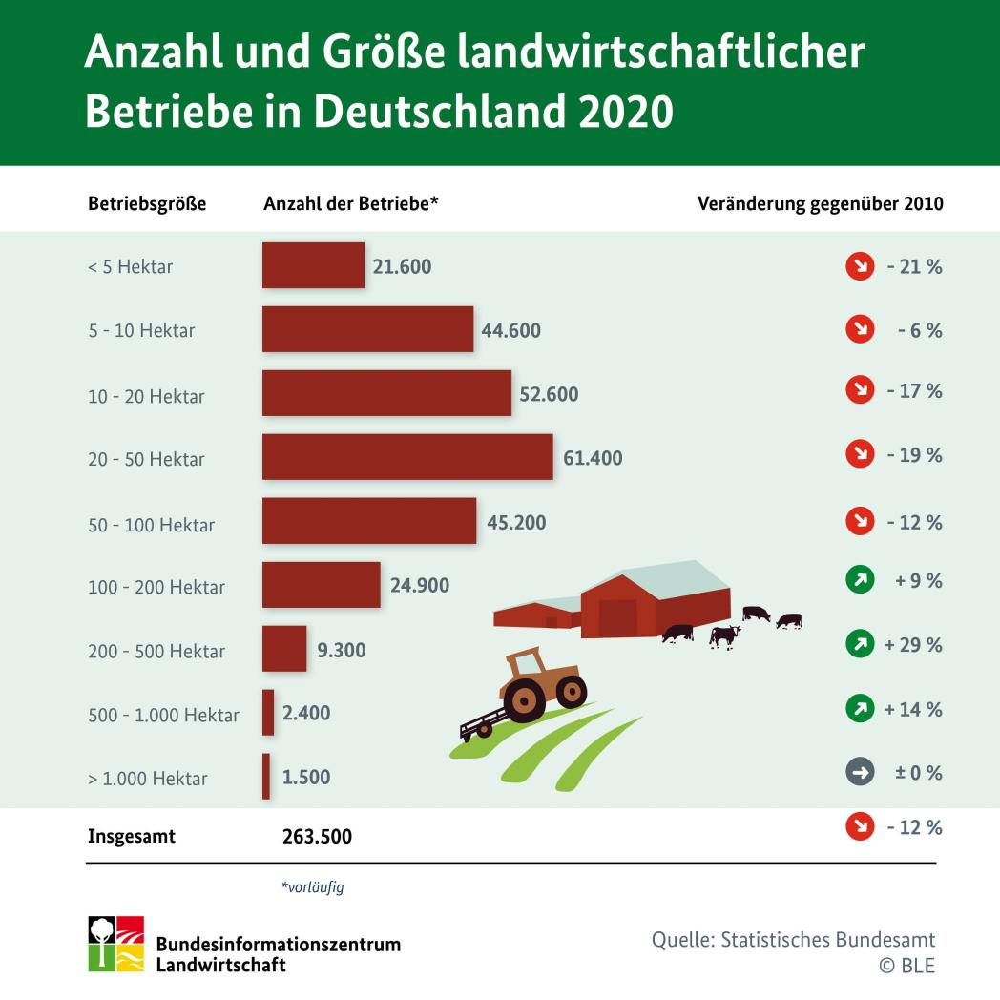 Anzahl und Größe landwirtschaftlicher
Betriebe in Deutschland 2020
Betriebsgröße Anzahl der Betriebe* Veränderung gegenüber 2010
< 5 Hektar 21.600 - 21 %
5 - 10 Hektar 44.600 - 6 %
10 - 20 Hektar 52.600 - 17 %
20 - 50 Hektar 61.400 - 19 %
50 - 100 Hektar 45.200 - 12 %
100 - 200 Hektar 24.900 + 9 %
200 - 500 Hektar 9.300 + 29 %
500 - 1.000 Hektar 2.400 + 14 %
> 1.000 Hektar 1.500 ± 0 %
Insgesamt 263.500 - 12 %
*vorläufig
Bundesinformationszentrum
Landwirtschaft
Quelle: Statistisches Bundesamt
© BLE